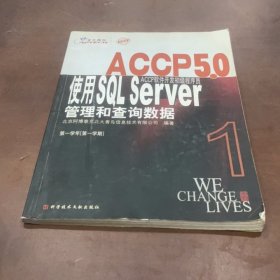 ACCP5.0
ACCP软件开发初级程序员
使用SQL Server
管理和查询数据
北京阿博泰克北大青鸟信息技术有限公司 编著
第一学年(第一学期)
1
WE
CHANGE
LIVES
科学技术文献出版社